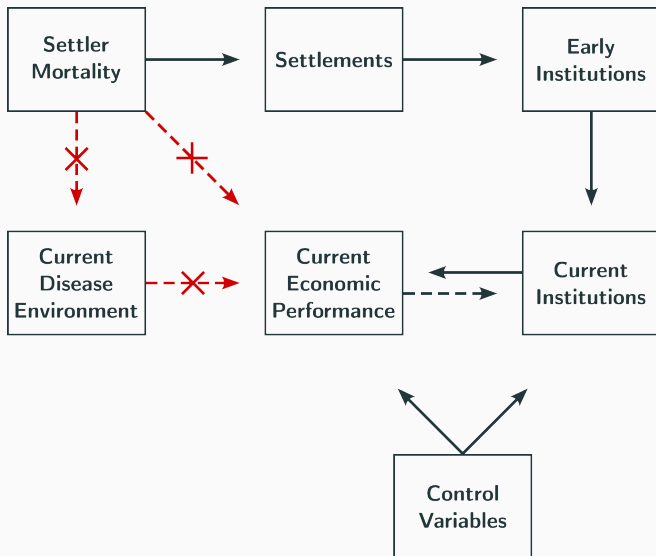 Settler
Mortality
Settlements
Early
Institutions
Current
Disease
Environment
Current
Economic
Performance
Current
Institutions
Control
Variables